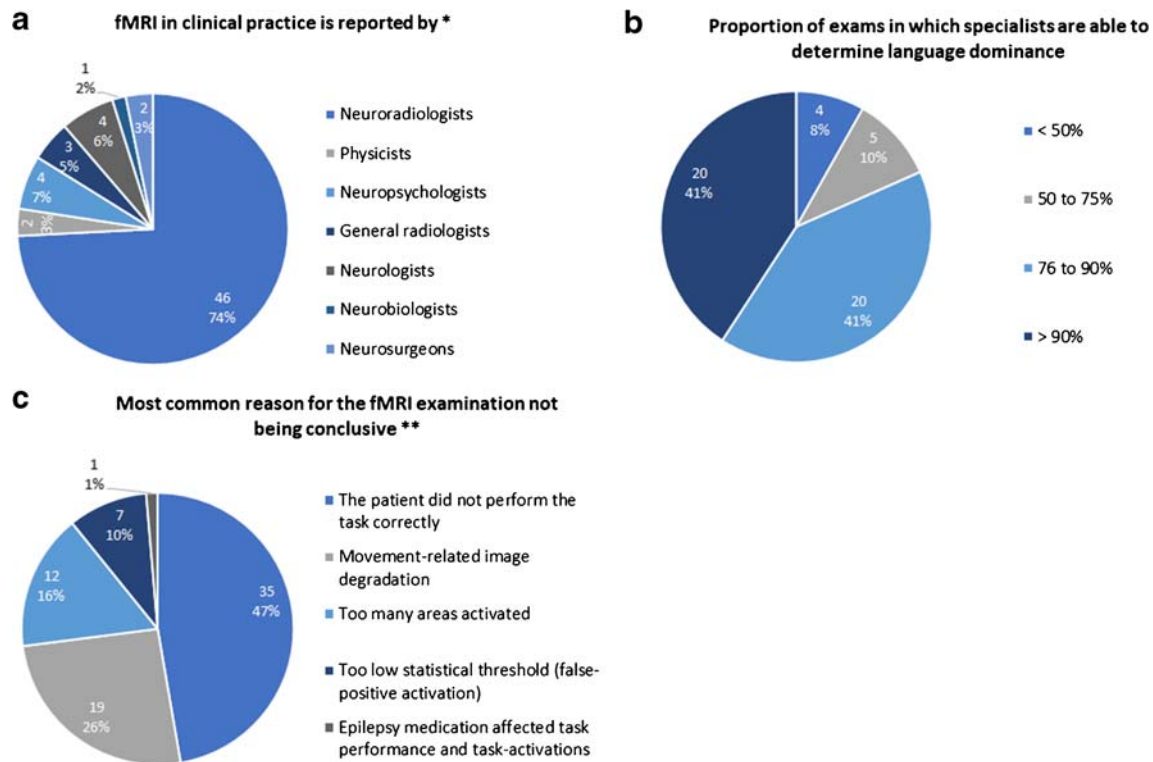 a
fMRI in clinical practice is reported by *
1
2%
2
3%
4
6%
3
5%
4
7%
2
3%
46
74%
Neuroradiologists
Physicists
Neuropsychologists
General radiologists
Neurologists
Neurobiologists
Neurosurgeons
b
Proportion of exams in which specialists are able to
determine language dominance
4
8%
5
10%
20
41%
20
41%
< 50%
50 to 75%
76 to 90%
> 90%
c
Most common reason for the fMRI examination not
being conclusive **
1
1%
7
10%
12
16%
35
47%
19
26%
The patient did not perform the
task correctly
Movement-related image
degradation
Too many areas activated
Too low statistical threshold (false-
positive activation)
Epilepsy medication affected task
performance and task-activations